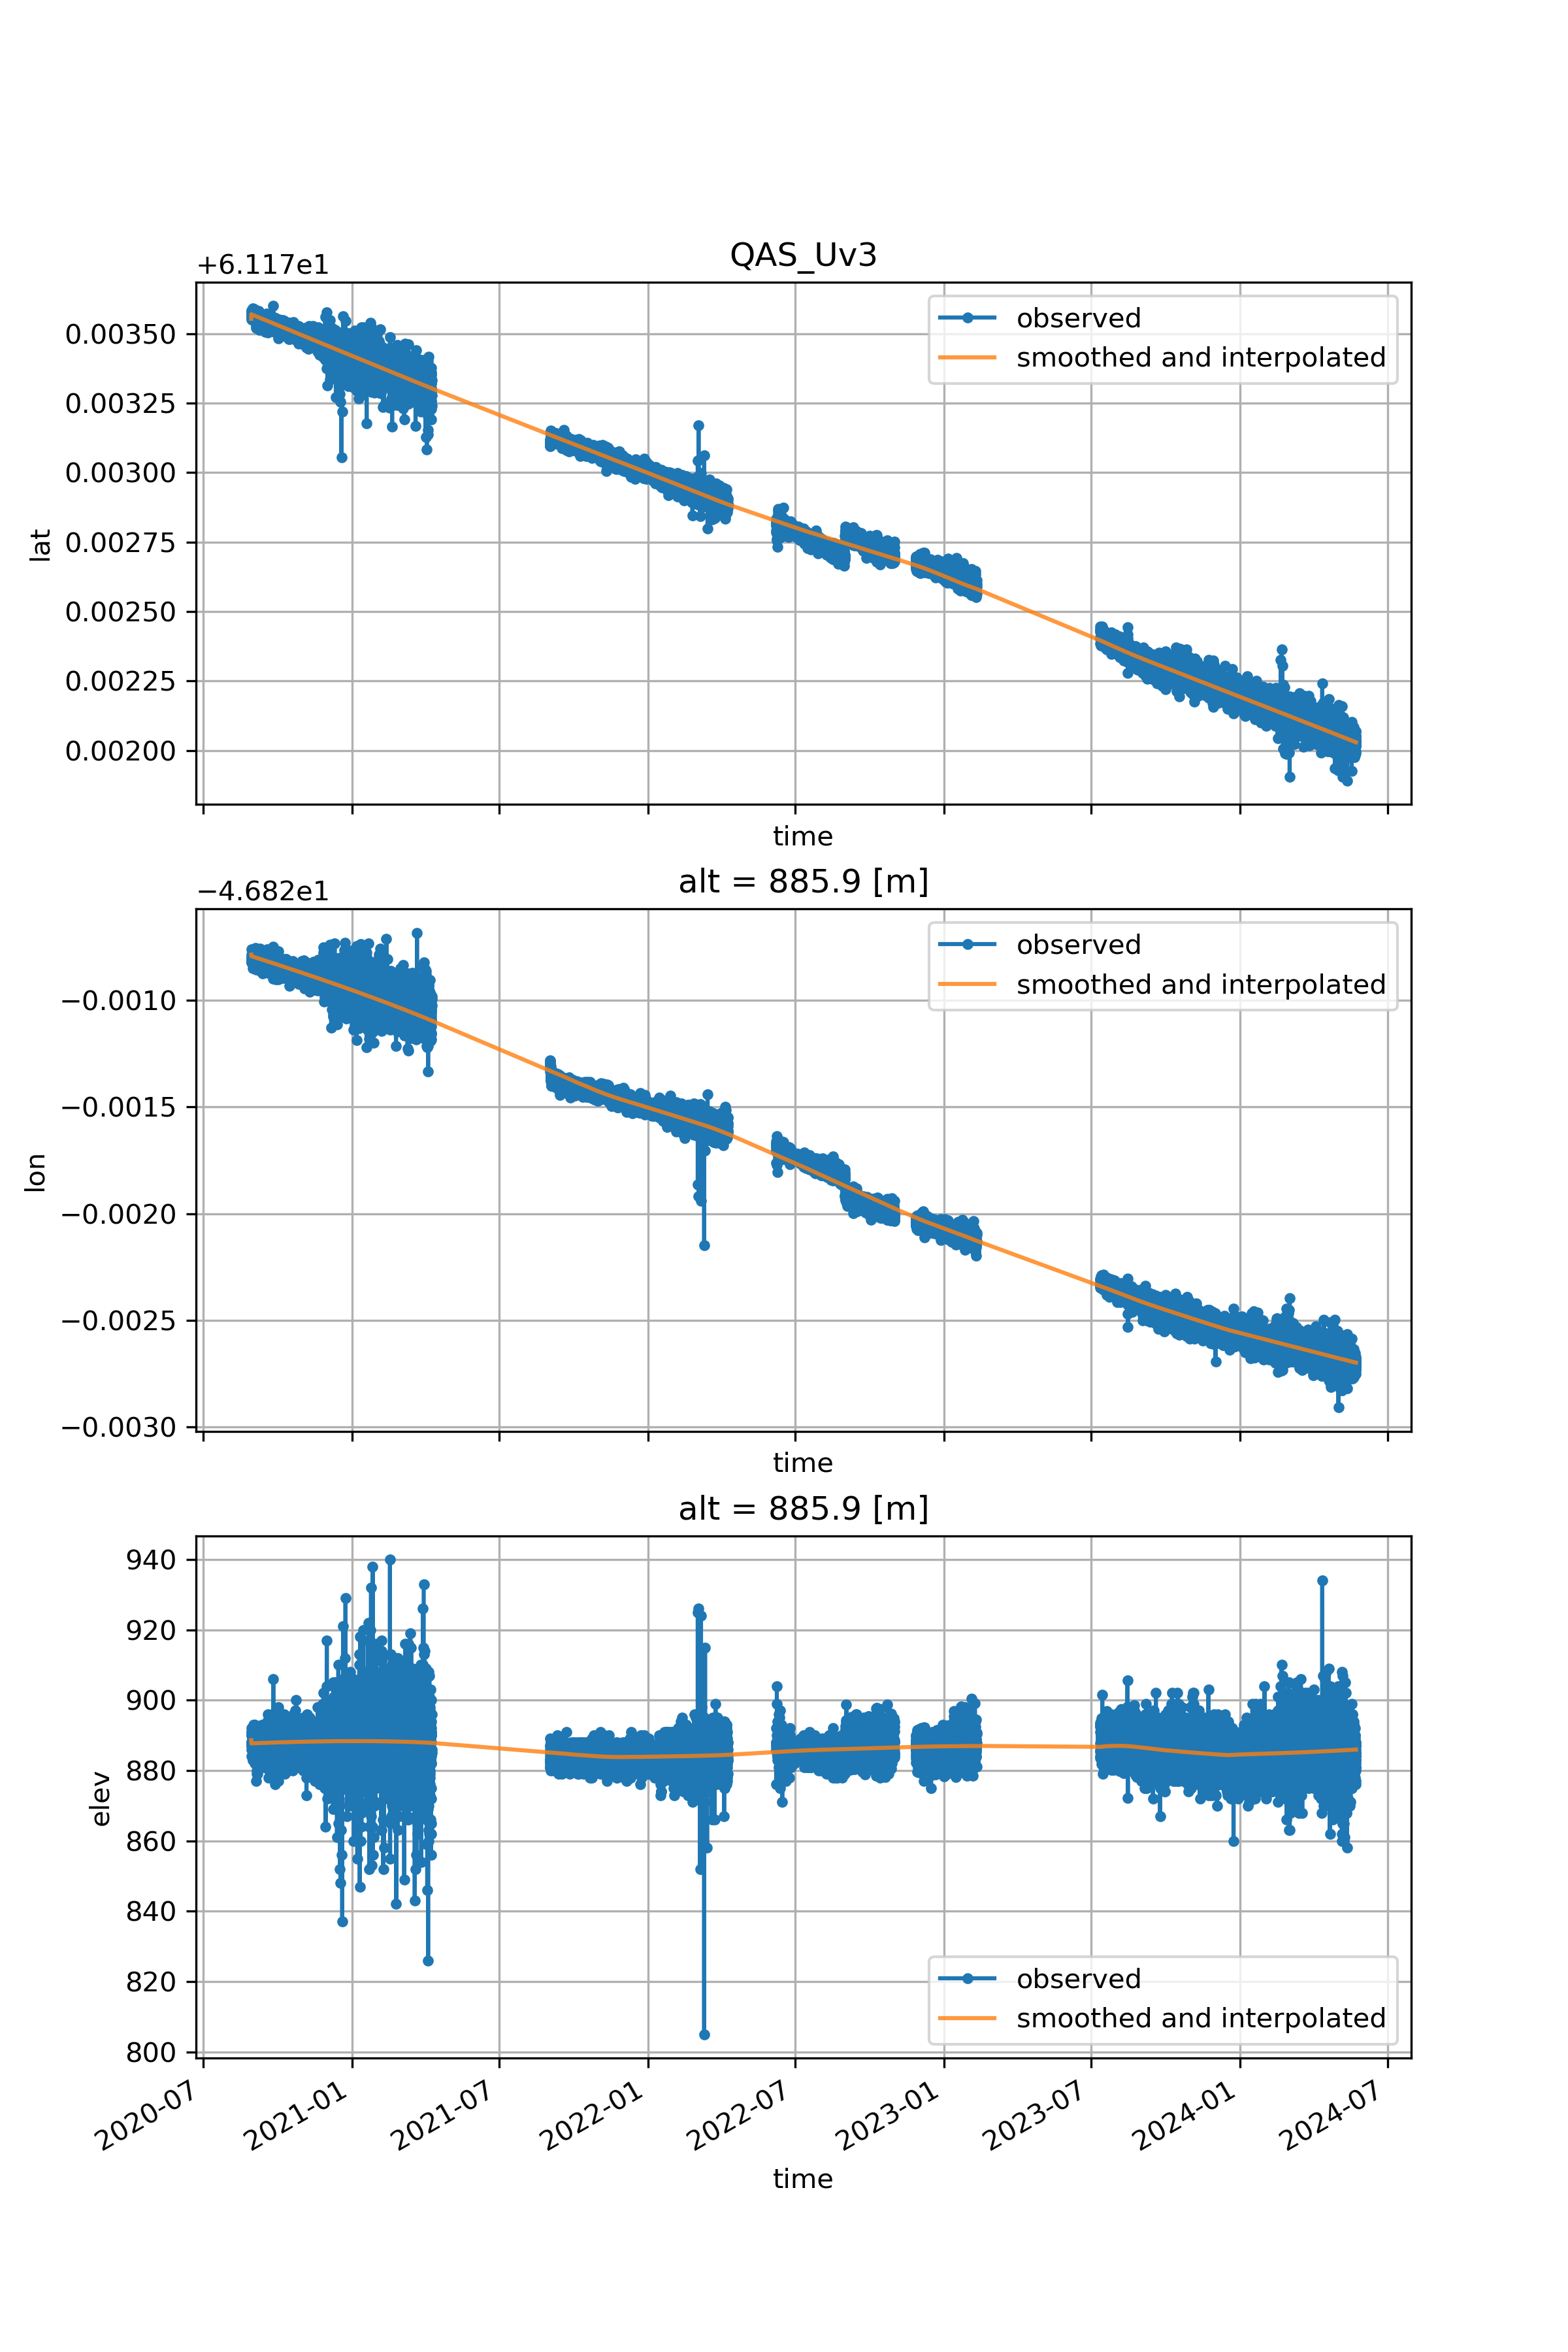 QAS_Uv3
+6.117e1
0.00350
0.00325
0.00300
0.00275
0.00250
0.00225
0.00200
lat
observed
smoothed and interpolated
time
alt = 885.9 [m]
−4.682e1
−0.0010
−0.0015
−0.0020
−0.0025
−0.0030
lon
observed
smoothed and interpolated
time
alt = 885.9 [m]
940
920
900
880
860
840
820
800
elev
observed
smoothed and interpolated
2020-07
2021-01
2021-07
2022-01
2022-07
2023-01
2023-07
2024-01
2024-07
time